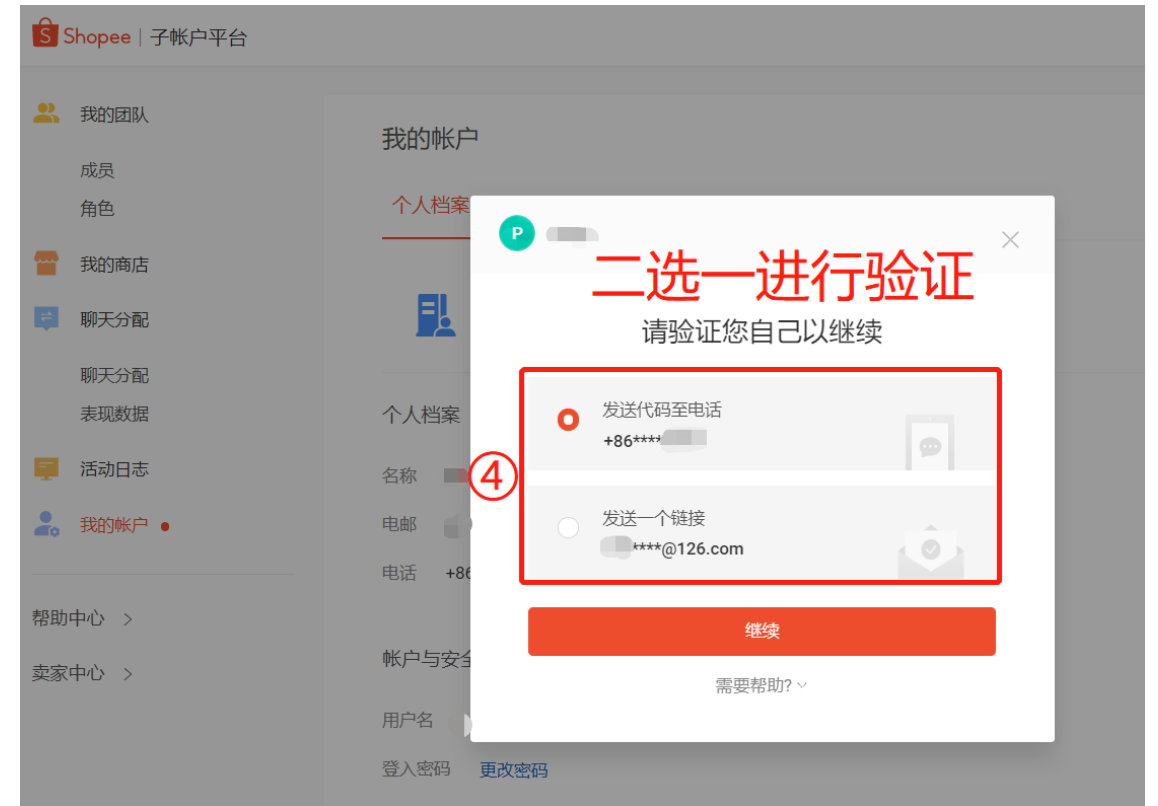 Shopee | 子帐户平台
我的团队
成员
角色
我的商店
聊天分配
聊天分配
表现数据
活动日志
我的帐户
帮助中心 >
卖家中心 >
我的帐户
个人档案
个人档案
名称
电邮
电话 +86
帐户与安全
用户名
登入密码 更改密码
P
二选一进行验证
请验证您自己以继续
④
发送代码至电话
+86****
发送一个链接
****@126.com
继续
需要帮助?